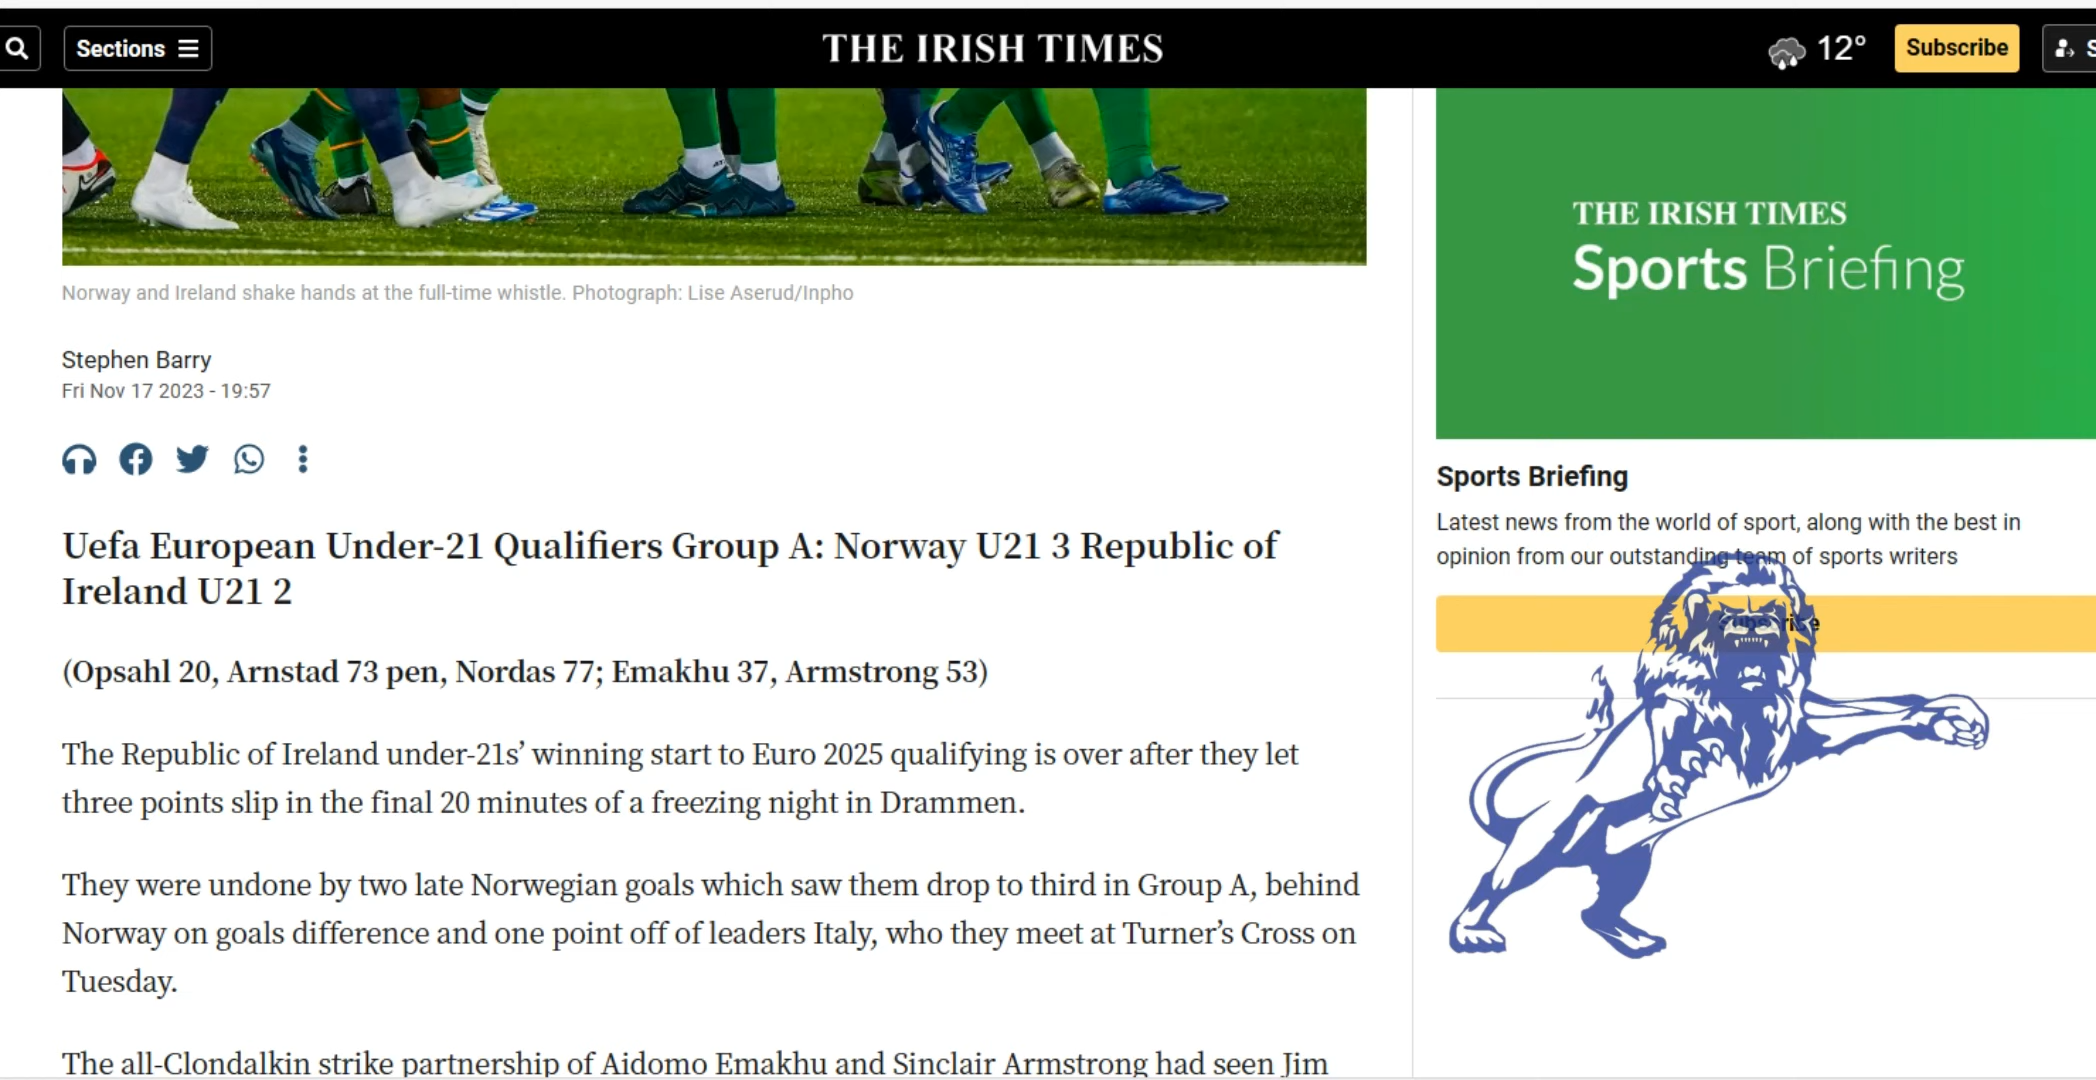 Sections
THE IRISH TIMES
12°
Subscribe
S
THE IRISH TIMES
Sports Briefing
Norway and Ireland shake hands at the full-time whistle. Photograph: Lise Aserud/Inpho
Stephen Barry
Fri Nov 17 2023 - 19:57
Uefa European Under-21 Qualifiers Group A: Norway U21 3 Republic of
Ireland U21 2
(Opsahl 20, Arnstad 73 pen, Nordas 77; Emakhu 37, Armstrong 53)
The Republic of Ireland under-21s’ winning start to Euro 2025 qualifying is over after they let
three points slip in the final 20 minutes of a freezing night in Drammen.
They were undone by two late Norwegian goals which saw them drop to third in Group A, behind
Norway on goals difference and one point off of leaders Italy, who they meet at Turner’s Cross on
Tuesday.
The all-Clondalkin strike partnership of Aidomo Emakhu and Sinclair Armstrong had seen Jim
Sports Briefing
Latest news from the world of sport, along with the best in
opinion from our outstanding team of sports writers
Subscribe